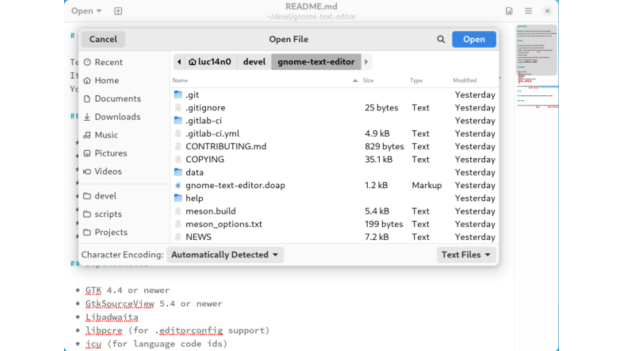 Open
README.md
~/devel/gnome-text-editor
Cancel
Open File
Open
luc14n0 devel gnome-text-editor
Name Size Type Modified
Recent
Home
Documents
Downloads
Music
Pictures
Videos
devel
scripts
Projects
.git Yesterday
.gitignore 25 bytes Text Yesterday
.gitlab-ci Yesterday
.gitlab-ci.yml 4.9 kB Text Yesterday
CONTRIBUTING.md 829 bytes Text Yesterday
COPYING 35.1 kB Text Yesterday
data Yesterday
gnome-text-editor.doap 1.2 kB Markup Yesterday
help Yesterday
meson.build 5.4 kB Text Yesterday
meson_options.txt 199 bytes Text Yesterday
NEWS 7.2 kB Text Yesterday
Character Encoding: Automatically Detected Text Files
* GTK 4.4 or newer
* GtkSourceView 5.4 or newer
* Libadwaita
* libpcre (for .editorconfig support)
* icu (for language code ids)